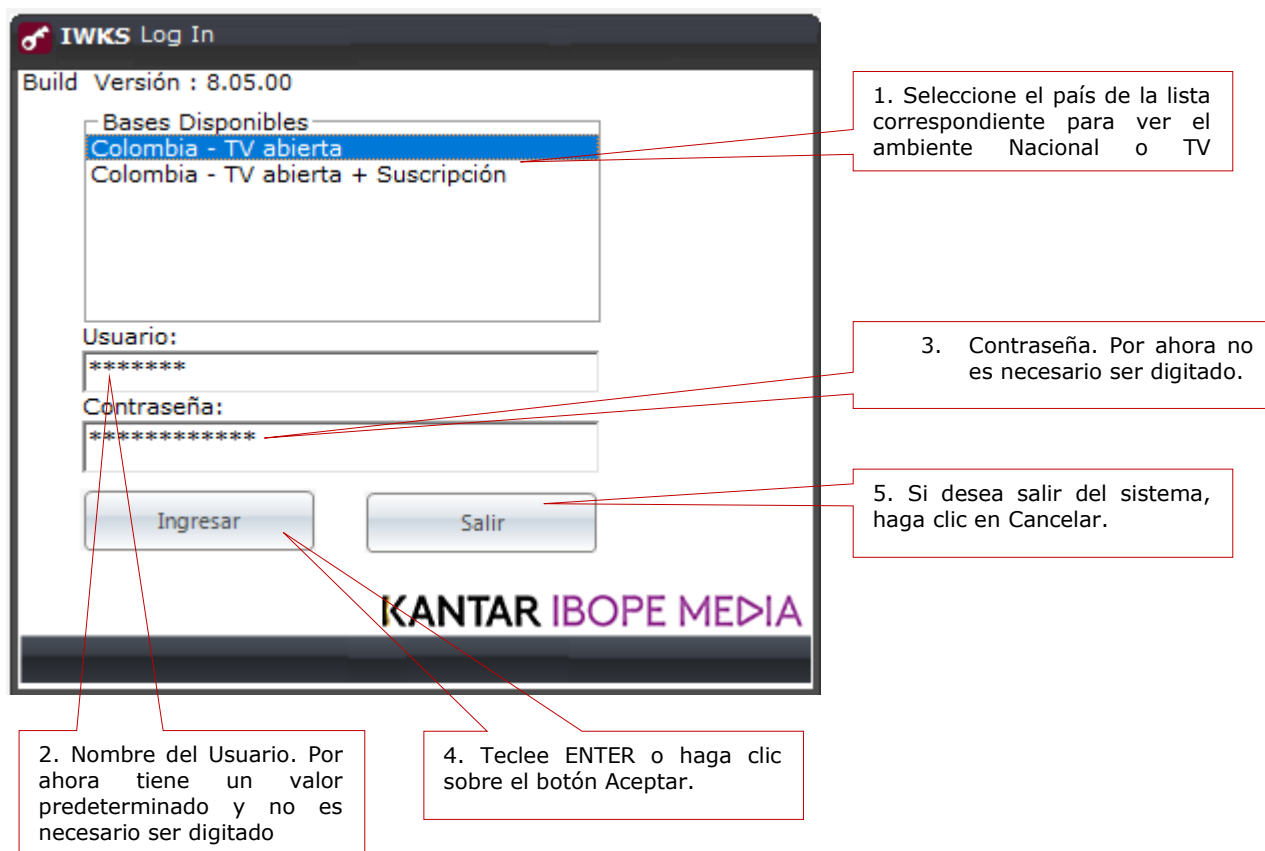 IWKS Log In
Build Versión : 8.05.00
Bases Disponibles
Colombia - TV abierta
Colombia - TV abierta + Suscripción
Usuario:
*******
Contraseña:
************
Ingresar
Salir
KANTAR IBOPE MEDIA
1. Seleccione el país de la lista
correspondiente para ver el
ambiente Nacional o TV
3. Contraseña. Por ahora no
es necesario ser digitado.
5. Si desea salir del sistema,
haga clic en Cancelar.
2. Nombre del Usuario. Por
ahora tiene un valor
predeterminado y no es
necesario ser digitado
4. Teclee ENTER o haga clic
sobre el botón Aceptar.